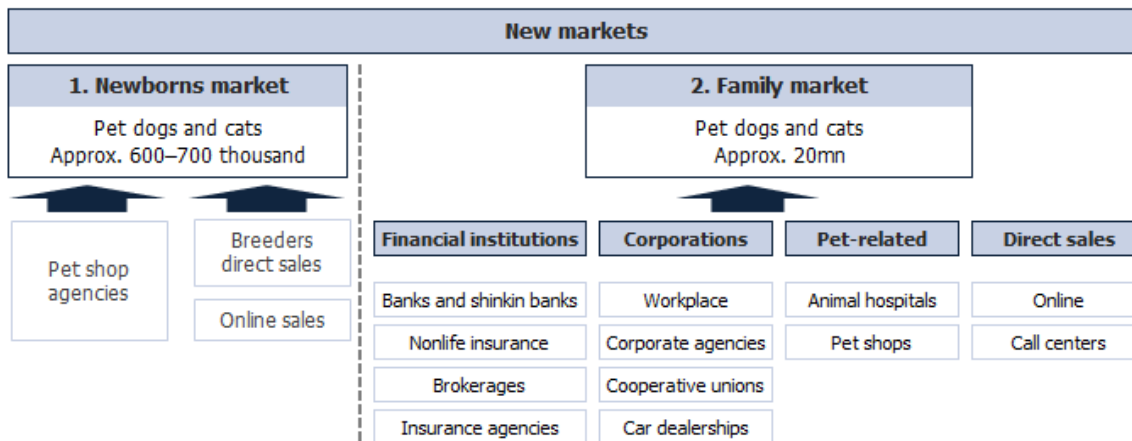 New markets
1. Newborns market
Pet dogs and cats
Approx. 600–700 thousand
2. Family market
Pet dogs and cats
Approx. 20mn
Pet shop
agencies
Breeders
direct sales
Online sales
Financial institutions
Banks and shinkin banks
Nonlife insurance
Brokerages
Insurance agencies
Corporations
Workplace
Corporate agencies
Cooperative unions
Car dealerships
Pet-related
Animal hospitals
Pet shops
Direct sales
Online
Call centers